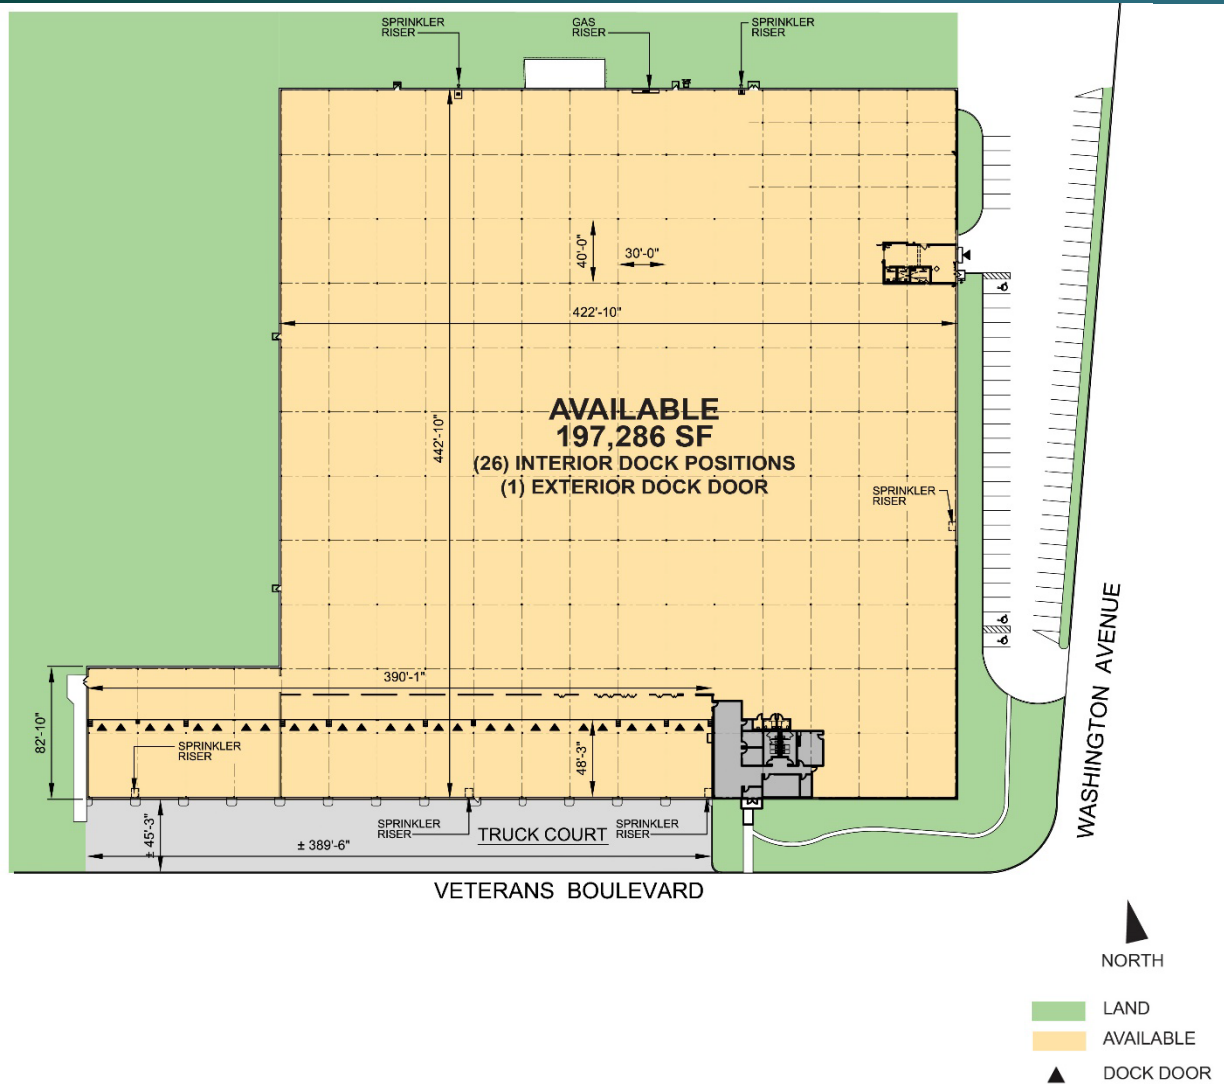 SPRINKLER
RISER
GAS
RISER
SPRINKLER
RISER
40'-0"
30'-0"
422'-10"
442'-10"
AVAILABLE
197,286 SF
(26) INTERIOR DOCK POSITIONS
(1) EXTERIOR DOCK DOOR
SPRINKLER
RISER
WASHINGTON AVENUE
390'-1"
82'-10"
SPRINKLER
RISER
48'-3"
± 45'-3"
SPRINKLER
RISER
TRUCK COURT
SPRINKLER
RISER
± 389'-6"
VETERANS BOULEVARD
NORTH
LAND
AVAILABLE
DOCK DOOR